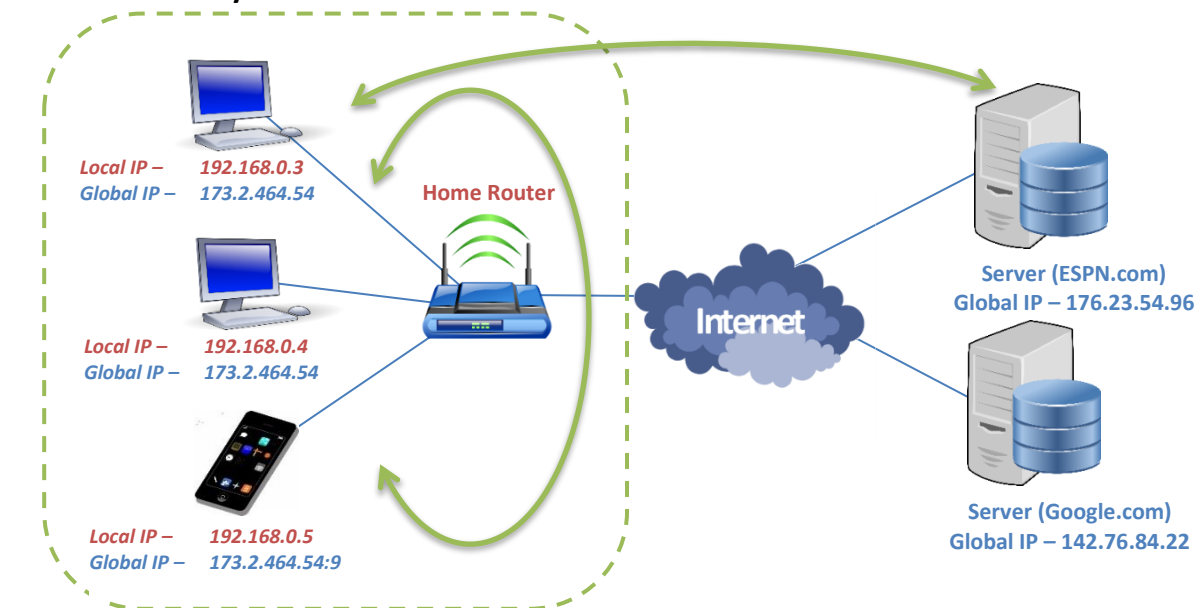 Local IP – 192.168.0.3
Global IP – 173.2.464.54
Home Router
Local IP – 192.168.0.4
Global IP – 173.2.464.54
Local IP – 192.168.0.5
Global IP – 173.2.464.54:9
Internet
Server (ESPN.com)
Global IP – 176.23.54.96
Server (Google.com)
Global IP – 142.76.84.22